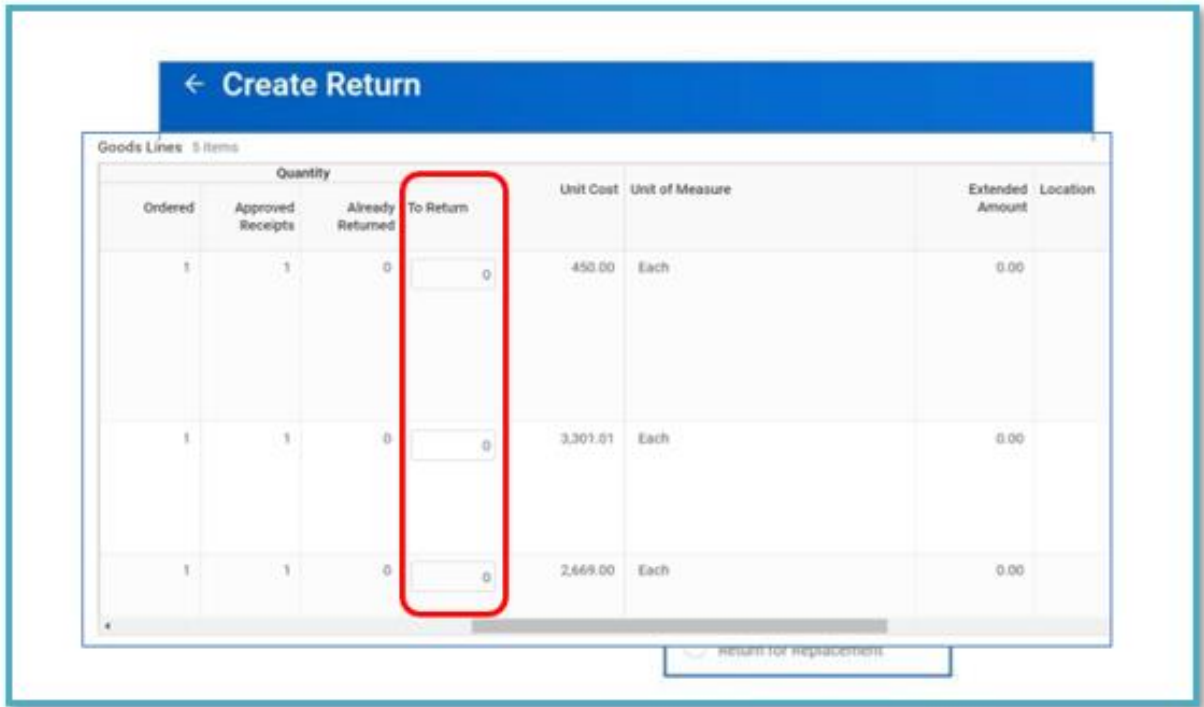 ← Create Return
Goods Lines 5 items
Quantity
Ordered Approved Receipts Already Returned To Return Unit Cost Unit of Measure Extended Amount Location
1 1 0 0 450.00 Each 0.00
1 1 0 0 3,301.01 Each 0.00
1 1 0 0 2,669.00 Each 0.00
Return for Replacement